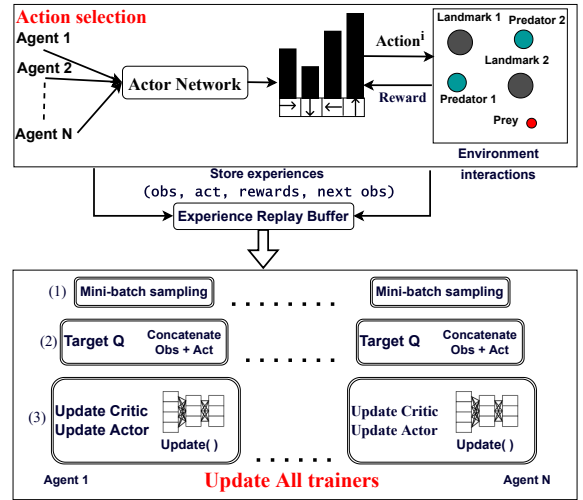 Action selection
Agent 1
Agent 2
Agent N
Actor Network
Action^i
Reward
Landmark 1
Predator 2
Landmark 2
Predator 1
Prey
Environment
interactions
Store experiences
(obs, act, rewards, next obs)
Experience Replay Buffer
(1)
Mini-batch sampling
Mini-batch sampling
(2)
Target Q
Concatenate
Obs + Act
Target Q
Concatenate
Obs + Act
(3)
Update Critic
Update Actor
Update( )
Update Critic
Update Actor
Update( )
Agent 1
Update All trainers
Agent N